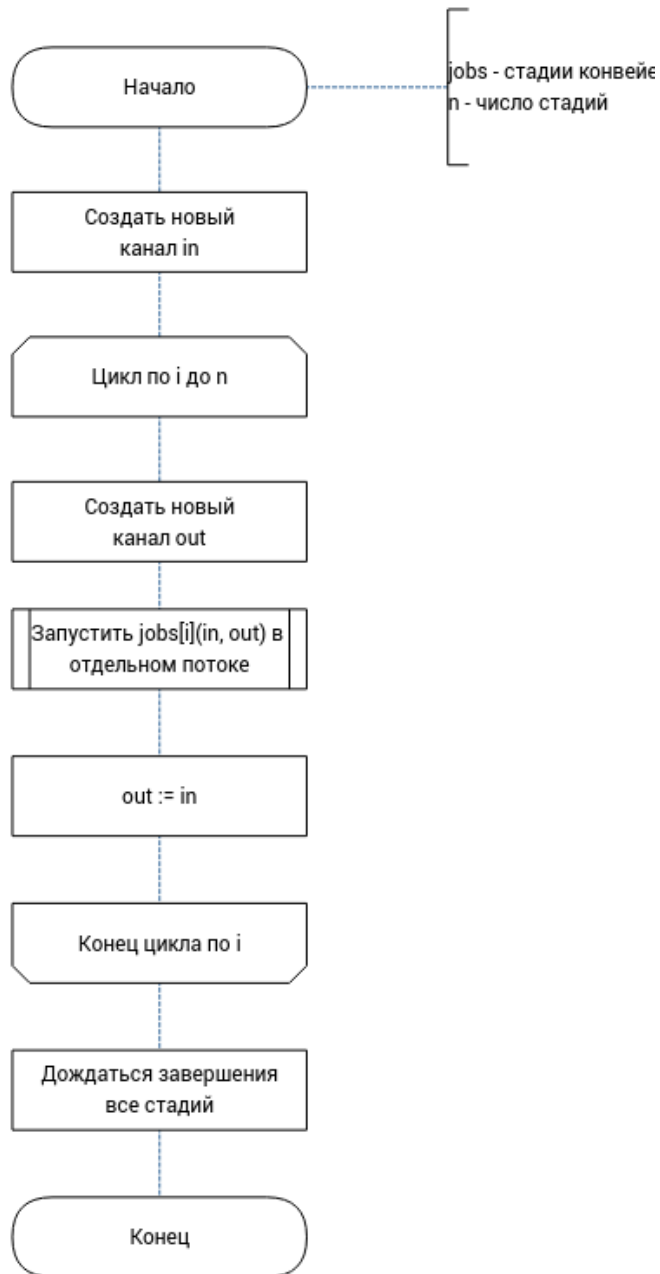 Начало
jobs - стадии конвейе
n - число стадий
Создать новый
канал in
Цикл по i до n
Создать новый
канал out
Запустить jobs[i](in, out) в
отдельном потоке
out := in
Конец цикла по i
Дождаться завершения
все стадий
Конец